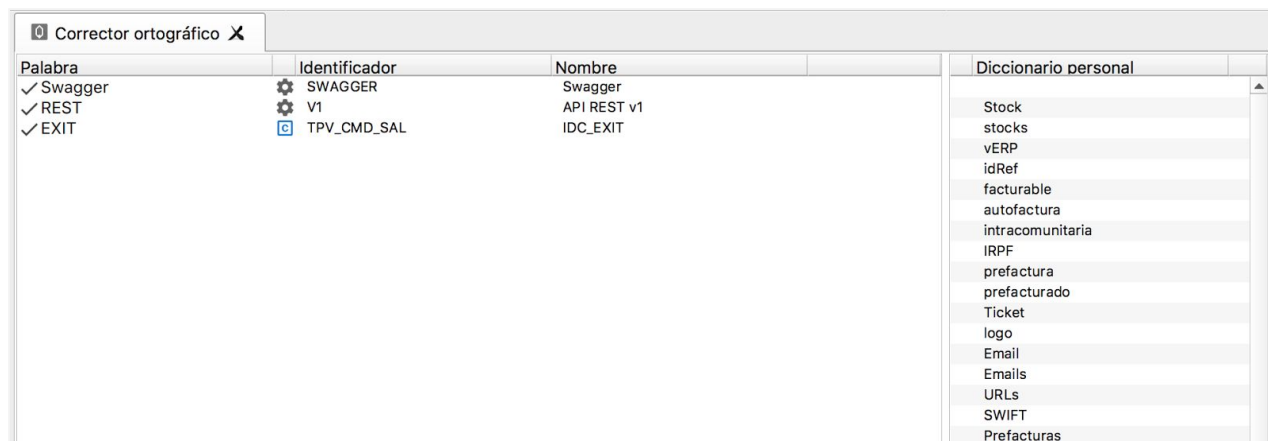 Corrector ortográfico
Palabra Identificador Nombre
Swagger SWAGGER Swagger
REST V1 API REST v1
EXIT TPV_CMD_SAL IDC_EXIT
Diccionario personal
Stock
stocks
vERP
idRef
facturable
autofactura
intracomunitaria
IRPF
prefactura
prefacturado
Ticket
logo
Email
Emails
URLs
SWIFT
Prefacturas